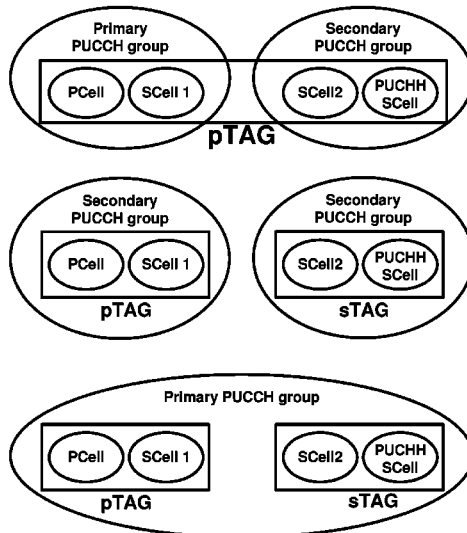 Primary
PUCCH group
Secondary
PUCCH group
PCell
SCell 1
SCell2
PUCHH
SCell
pTAG
Secondary
PUCCH group
Secondary
PUCCH group
PCell
SCell 1
SCell2
PUCHH
SCell
pTAG
sTAG
Primary PUCCH group
PCell
SCell 1
SCell2
PUCHH
SCell
pTAG
sTAG